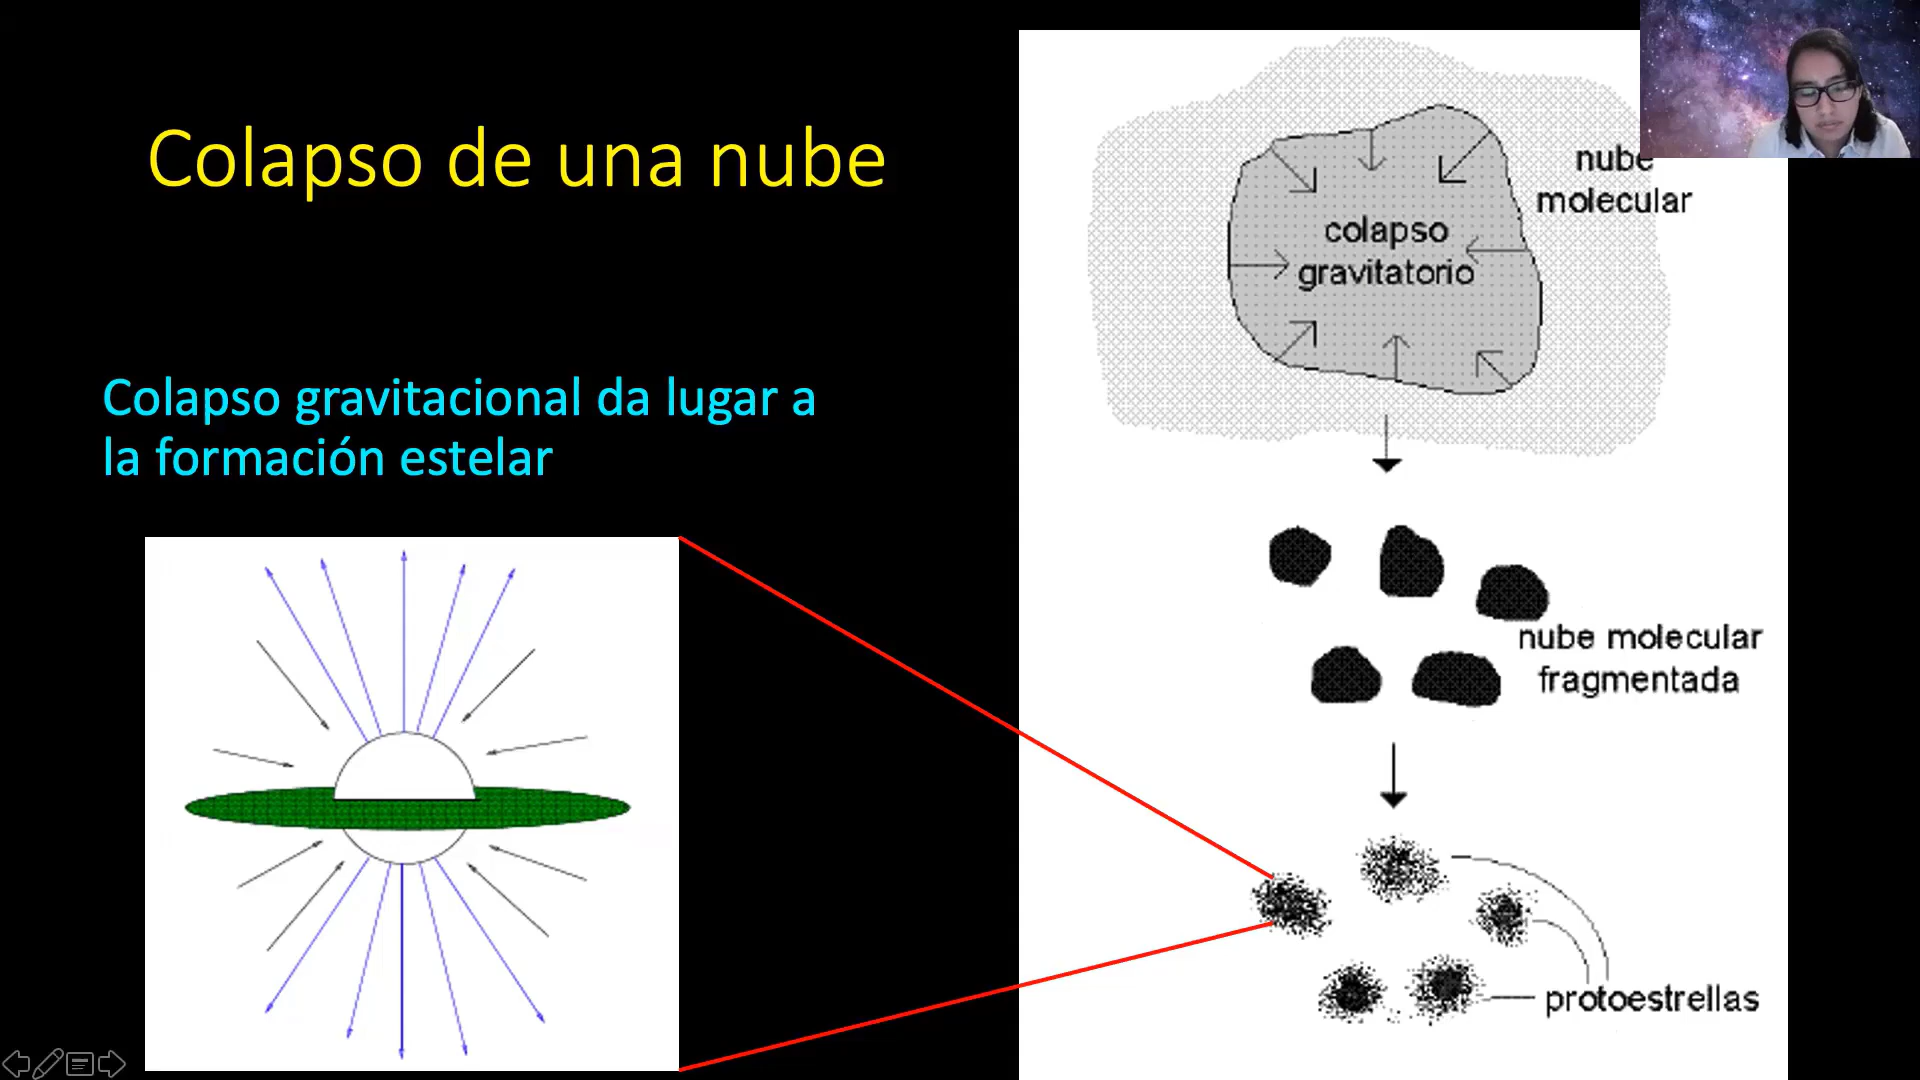 Colapso de una nube
Colapso gravitacional da lugar a
la formación estelar
nube
molecular
colapso
gravitatorio
nube molecular
fragmentada
protoestrellas